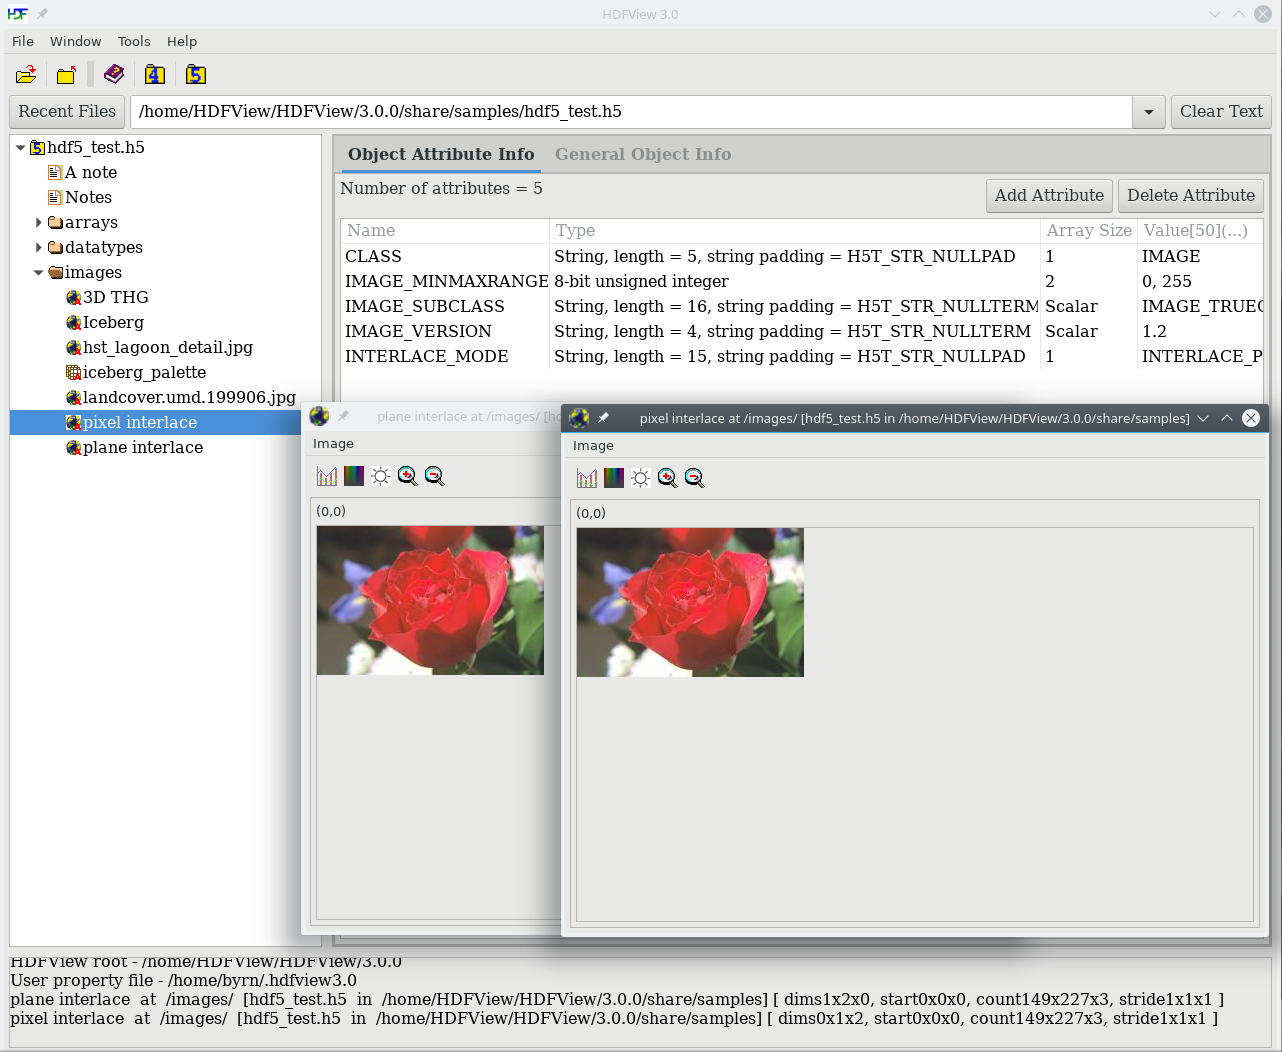 HDFView 3.0
File Window Tools Help
4 5
Recent Files /home/HDFView/HDFView/3.0.0/share/samples/hdf5_test.h5 Clear Text
5 hdf5_test.h5
A note
Notes
arrays
datatypes
images
3D THG
Iceberg
hst_lagoon_detail.jpg
iceberg_palette
landcover.umd.199906.jpg
pixel interlace
plane interlace
Object Attribute Info General Object Info
Number of attributes = 5
Add Attribute Delete Attribute
Name Type Array Size Value[50](...)
CLASS String, length = 5, string padding = H5T_STR_NULLPAD 1 IMAGE
IMAGE_MINMAXRANGE 8-bit unsigned integer 2 0, 255
IMAGE_SUBCLASS String, length = 16, string padding = H5T_STR_NULLTERM Scalar IMAGE_TRUEC
IMAGE_VERSION String, length = 4, string padding = H5T_STR_NULLTERM Scalar 1.2
INTERLACE_MODE String, length = 15, string padding = H5T_STR_NULLPAD 1 INTERLACE_P
plane interlace at /images/ [hd
Image
(0,0)
pixel interlace at /images/ [hdf5_test.h5 in /home/HDFView/HDFView/3.0.0/share/samples]
Image
(0,0)
HDFView root - /home/HDFView/HDFView/3.0.0
User property file - /home/byrn/.hdfview3.0
plane interlace at /images/ [hdf5_test.h5 in /home/HDFView/HDFView/3.0.0/share/samples] [ dims1x2x0, start0x0x0, count149x227x3, stride1x1x1 ]
pixel interlace at /images/ [hdf5_test.h5 in /home/HDFView/HDFView/3.0.0/share/samples] [ dims0x1x2, start0x0x0, count149x227x3, stride1x1x1 ]